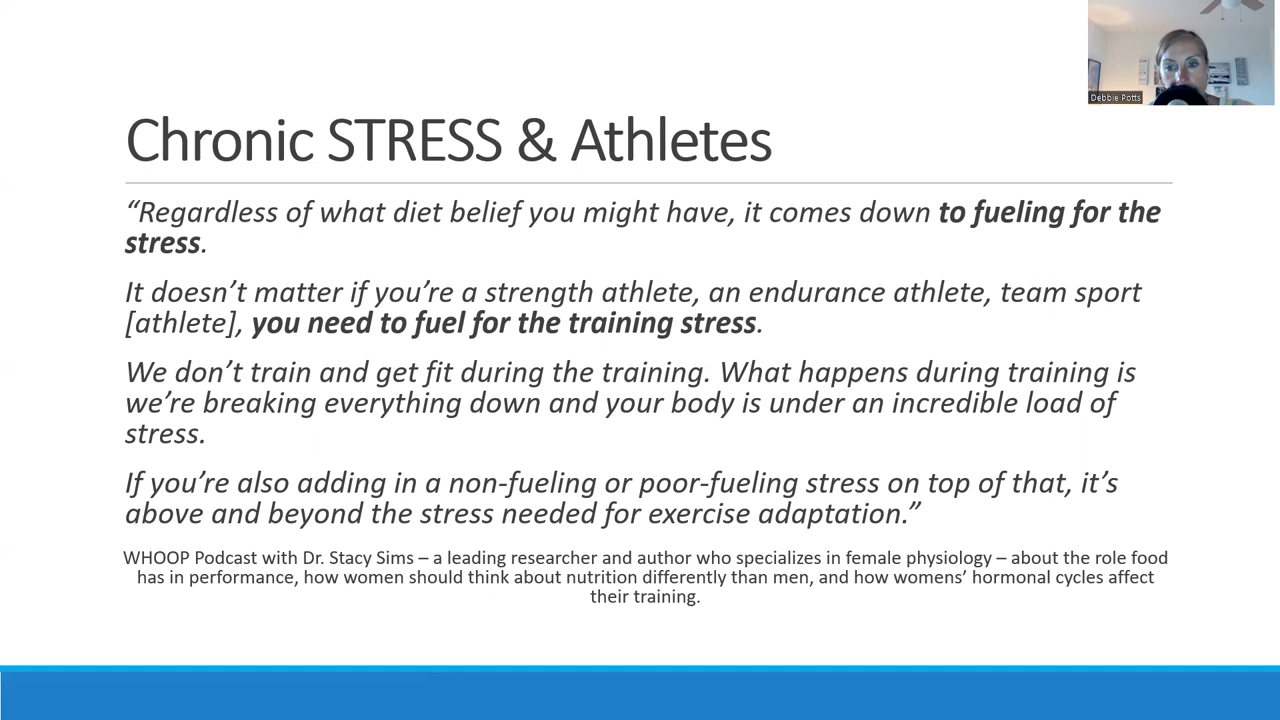 Debbie Potts
Chronic STRESS & Athletes
“Regardless of what diet belief you might have, it comes down to fueling for the
stress.
It doesn’t matter if you’re a strength athlete, an endurance athlete, team sport
[athlete], you need to fuel for the training stress.
We don’t train and get fit during the training. What happens during training is
we’re breaking everything down and your body is under an incredible load of
stress.
If you’re also adding in a non-fueling or poor-fueling stress on top of that, it’s
above and beyond the stress needed for exercise adaptation.”
WHOOP Podcast with Dr. Stacy Sims – a leading researcher and author who specializes in female physiology – about the role food
has in performance, how women should think about nutrition differently than men, and how womens’ hormonal cycles affect
their training.